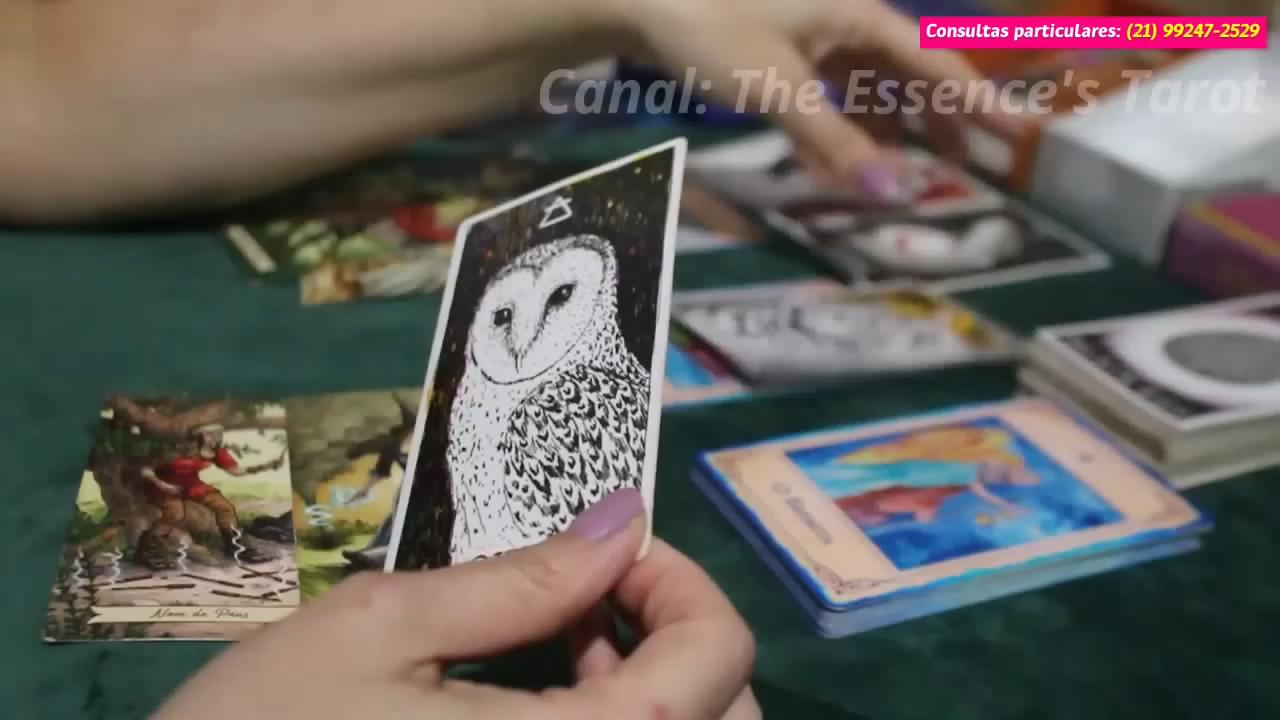 Consultas particulares: (21) 99247-2529
Canal: The Essence's Tarot
Nove de Paus